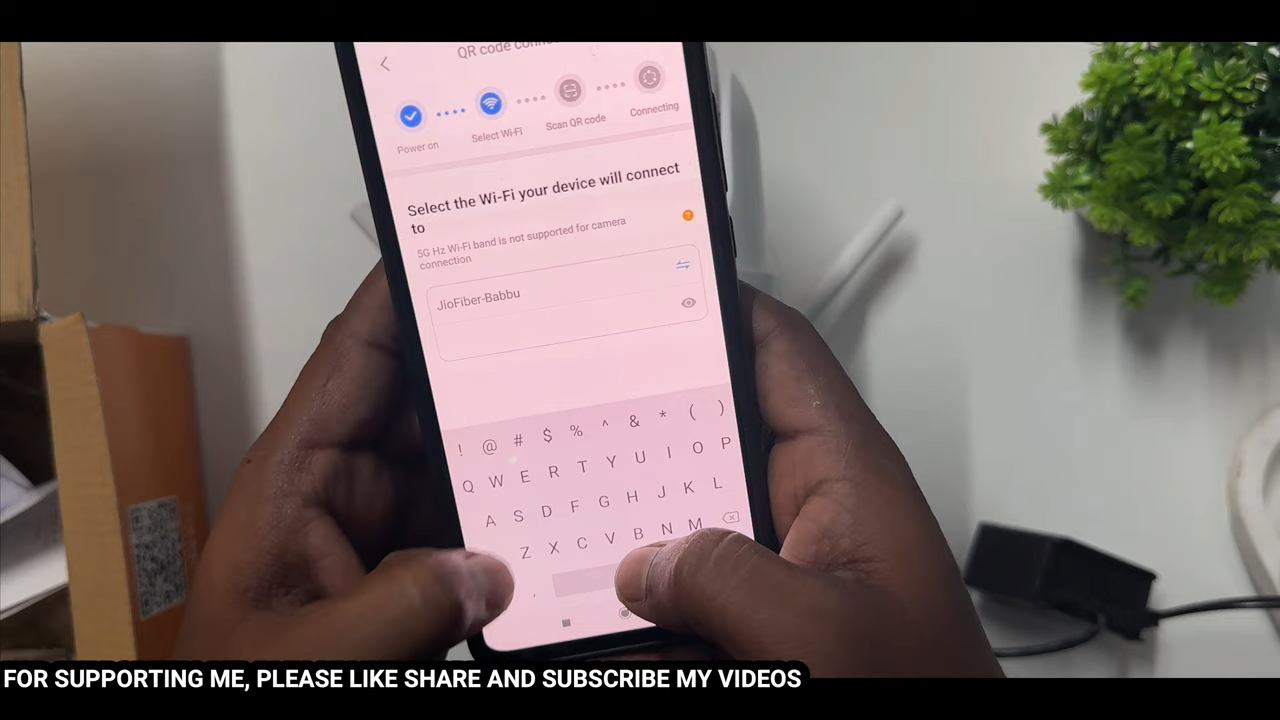 QR code
Power on
Select Wi-Fi
Scan QR code
Connecting
Select the Wi-Fi your device will connect
to
5G Hz Wi-Fi band is not supported for camera
connection
?
JioFiber-Babbu
! @ # $ % ^ & * ( )
Q W E R T Y U I O P
A S D F G H J K L
Z X C V B N M
,
FOR SUPPORTING ME, PLEASE LIKE SHARE AND SUBSCRIBE MY VIDEOS